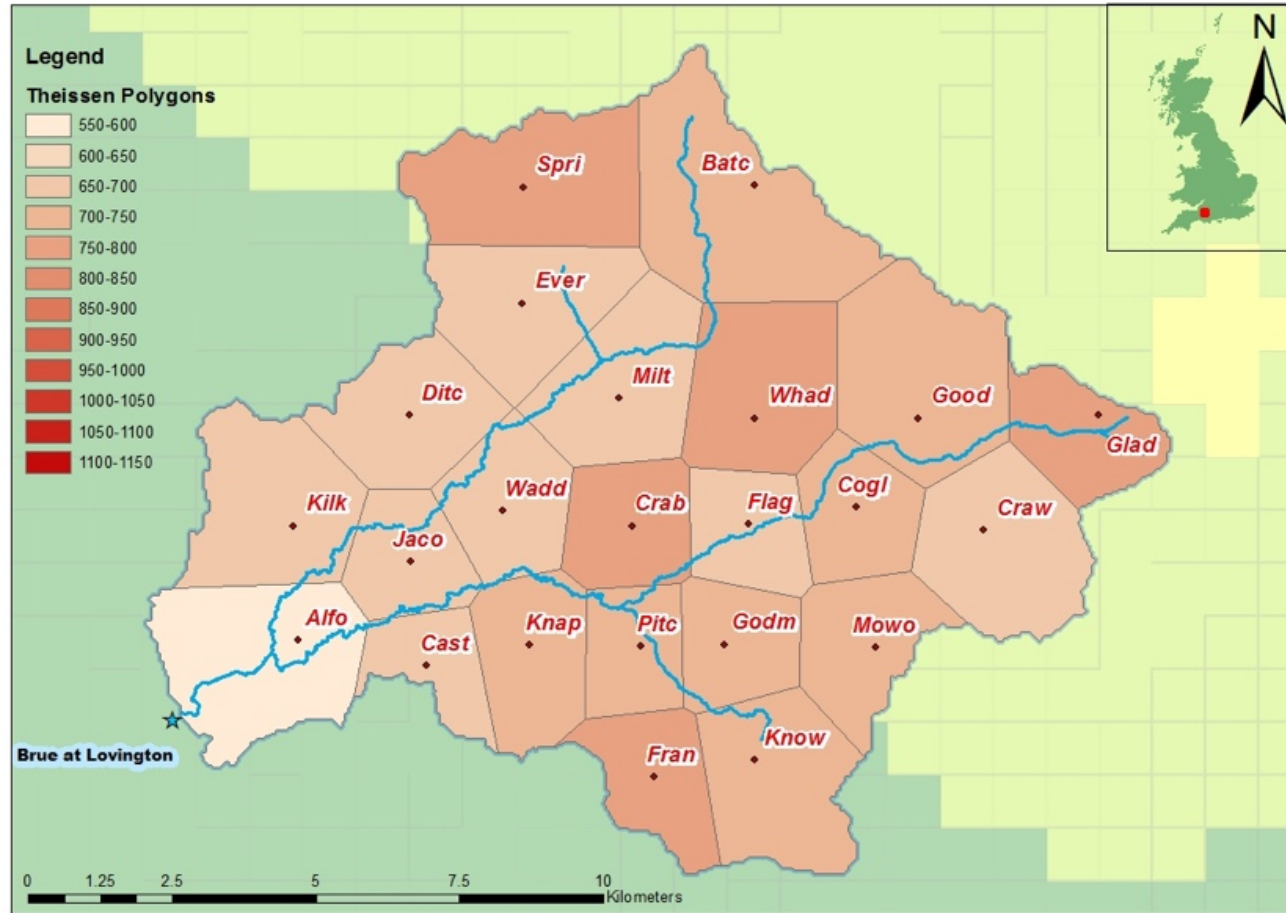 Legend
Theissen Polygons
550-600
600-650
650-700
700-750
750-800
800-850
850-900
900-950
950-1000
1000-1050
1050-1100
1100-1150
N
Spri
Batc
Ever
Milt
Ditc
Whad
Good
Glad
Kilk
Wadd
Crab
Flag
Cogl
Craw
Jaco
Alfo
Cast
Knap
Pitc
Godm
Mowo
Know
Fran
Brue at Lovington
0 1.25 2.5 5 7.5 10
Kilometers